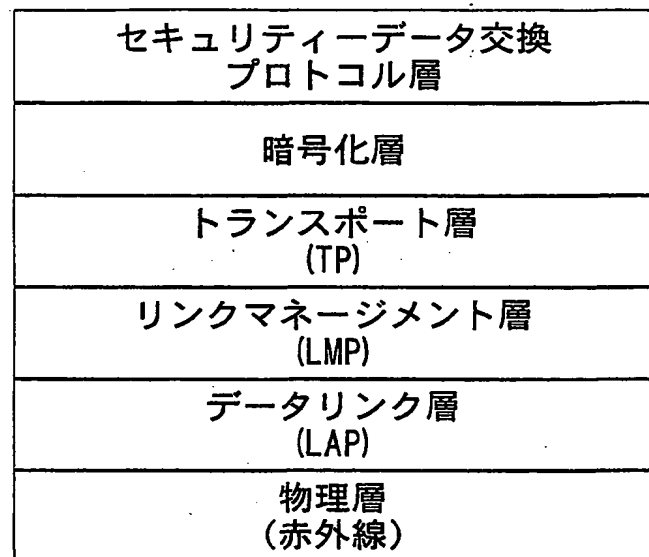 セキュリティーデータ交換
プロトコル層
暗号化層
トランスポート層
(TP)
リンクマネージメント層
(LMP)
データリンク層
(LAP)
物理層
(赤外線)